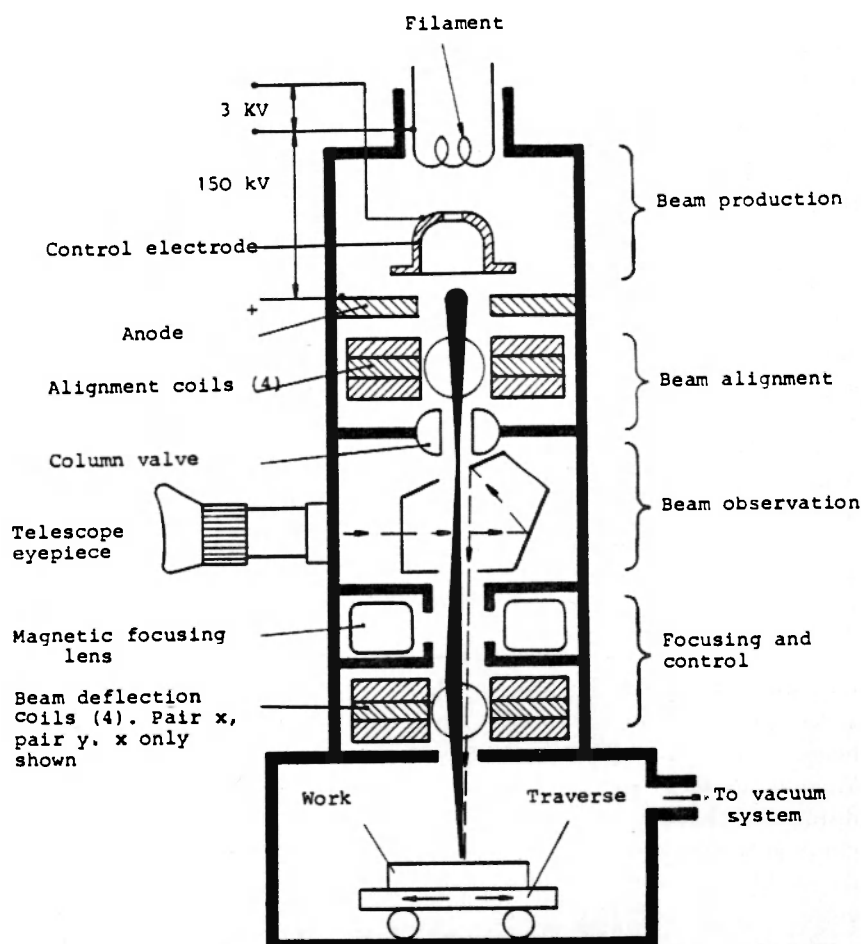 Filament
3 KV
150 kV
Beam production
Control electrode
+
Anode
Alignment coils (4)
Beam alignment
Column valve
Beam observation
Telescope
eyepiece
Magnetic focusing
lens
Focusing and
control
Beam deflection
coils (4). Pair x,
pair y. x only
shown
Work
Traverse
To vacuum
system